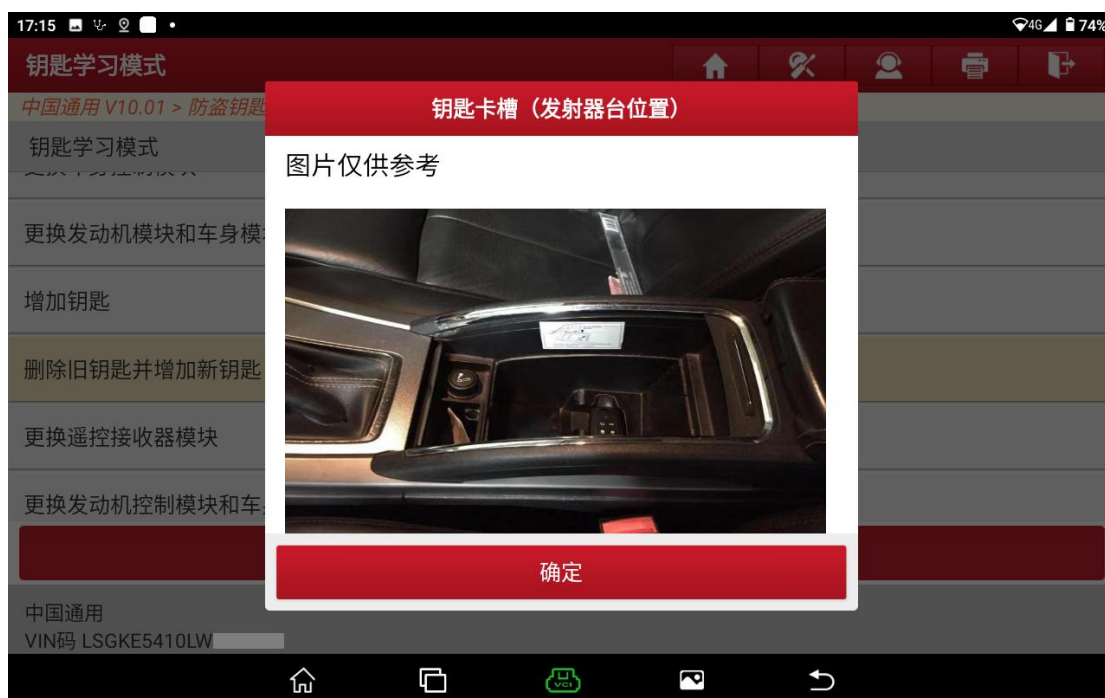 17:15
4G 74%
钥匙学习模式
中国通用 V10.01 > 防盗钥匙
钥匙卡槽（发射器台位置）
钥匙学习模式
图片仅供参考
更换发动机模块和车身模
增加钥匙
删除旧钥匙并增加新钥匙
更换遥控接收器模块
更换发动机控制模块和车
确定
中国通用
VIN码 LSGKE5410LW
VCI